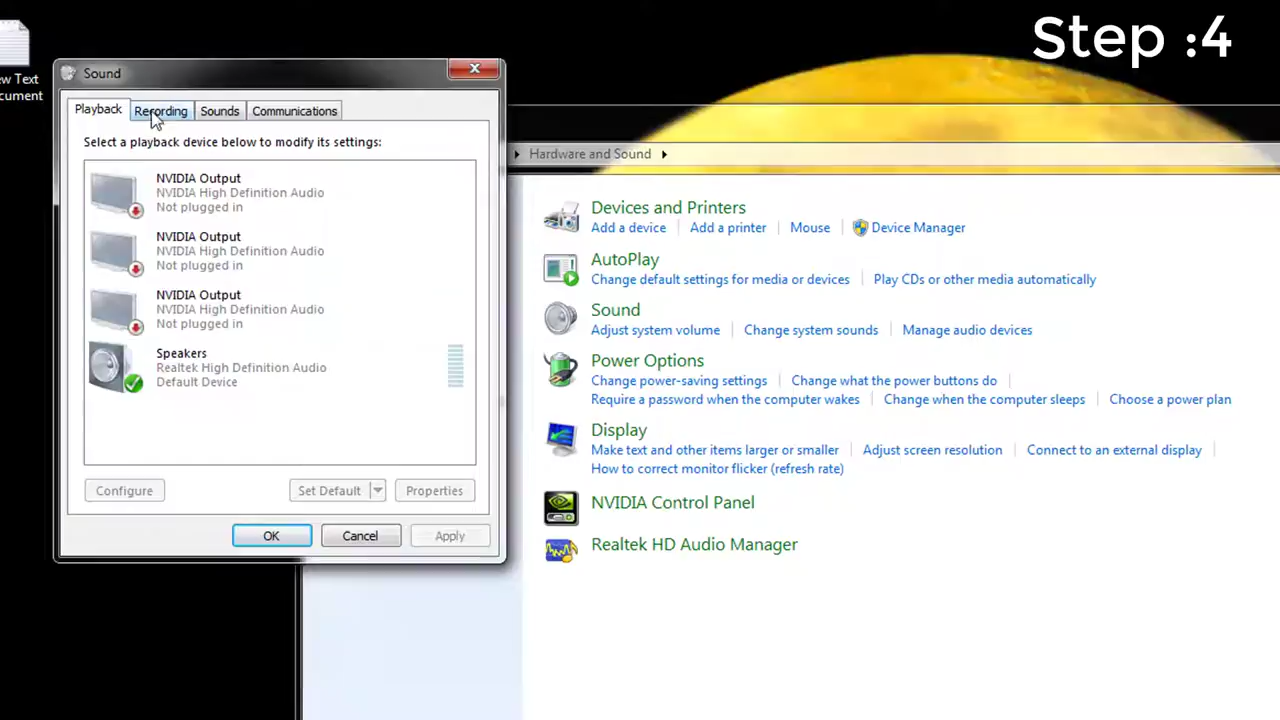 Step :4
ew Text
cument
Sound
Playback
Recording
Sounds
Communications
Select a playback device below to modify its settings:
NVIDIA Output
NVIDIA High Definition Audio
Not plugged in
NVIDIA Output
NVIDIA High Definition Audio
Not plugged in
NVIDIA Output
NVIDIA High Definition Audio
Not plugged in
Speakers
Realtek High Definition Audio
Default Device
Configure
Set Default
Properties
OK
Cancel
Apply
Hardware and Sound
Devices and Printers
Add a device
Add a printer
Mouse
Device Manager
AutoPlay
Change default settings for media or devices
Play CDs or other media automatically
Sound
Adjust system volume
Change system sounds
Manage audio devices
Power Options
Change power-saving settings
Change what the power buttons do
Require a password when the computer wakes
Change when the computer sleeps
Choose a power plan
Display
Make text and other items larger or smaller
Adjust screen resolution
Connect to an external display
How to correct monitor flicker (refresh rate)
NVIDIA Control Panel
Realtek HD Audio Manager